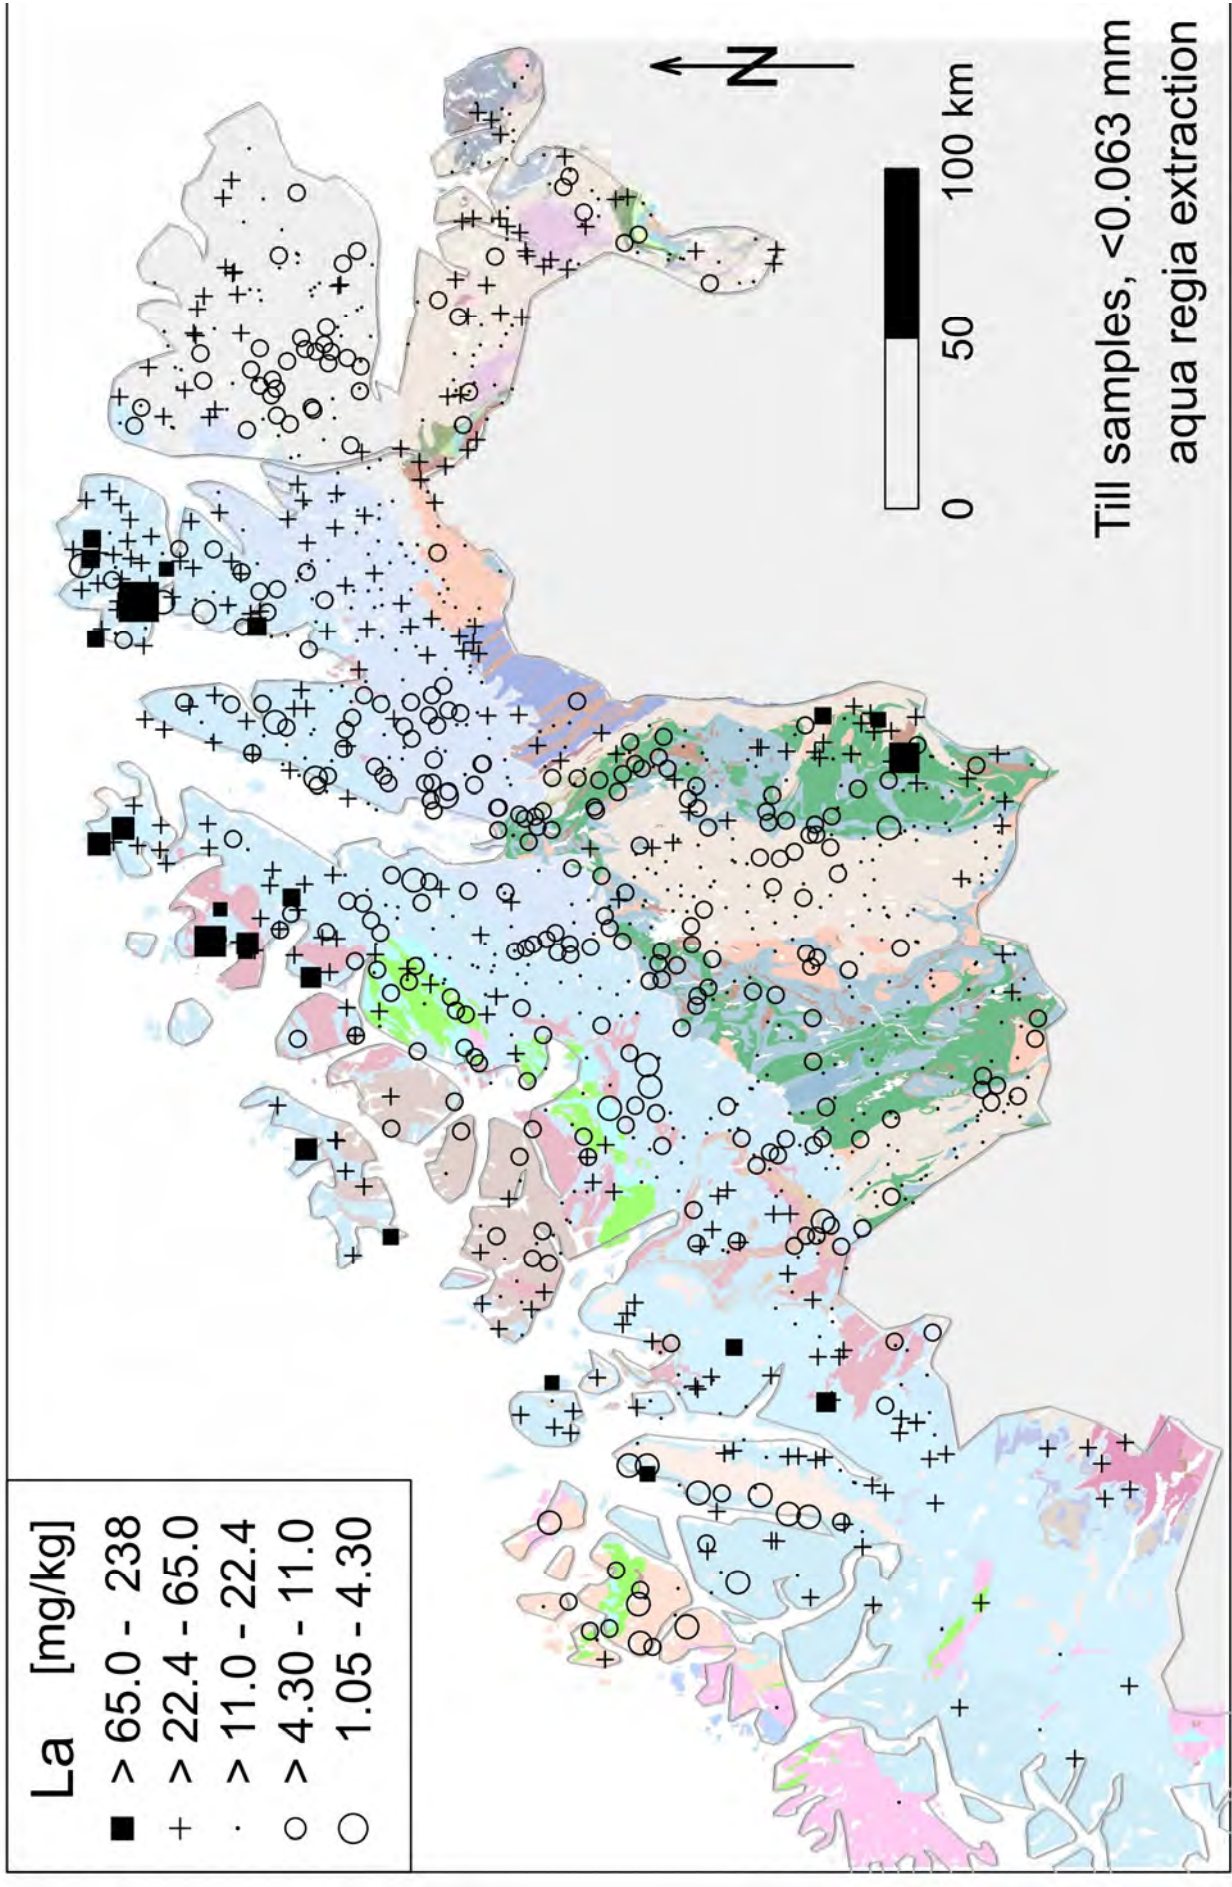 La [mg/kg]
> 65.0 - 238
> 22.4 - 65.0
> 11.0 - 22.4
> 4.30 - 11.0
1.05 - 4.30
N
0 50 100 km
Till samples, <0.063 mm
aqua regia extraction